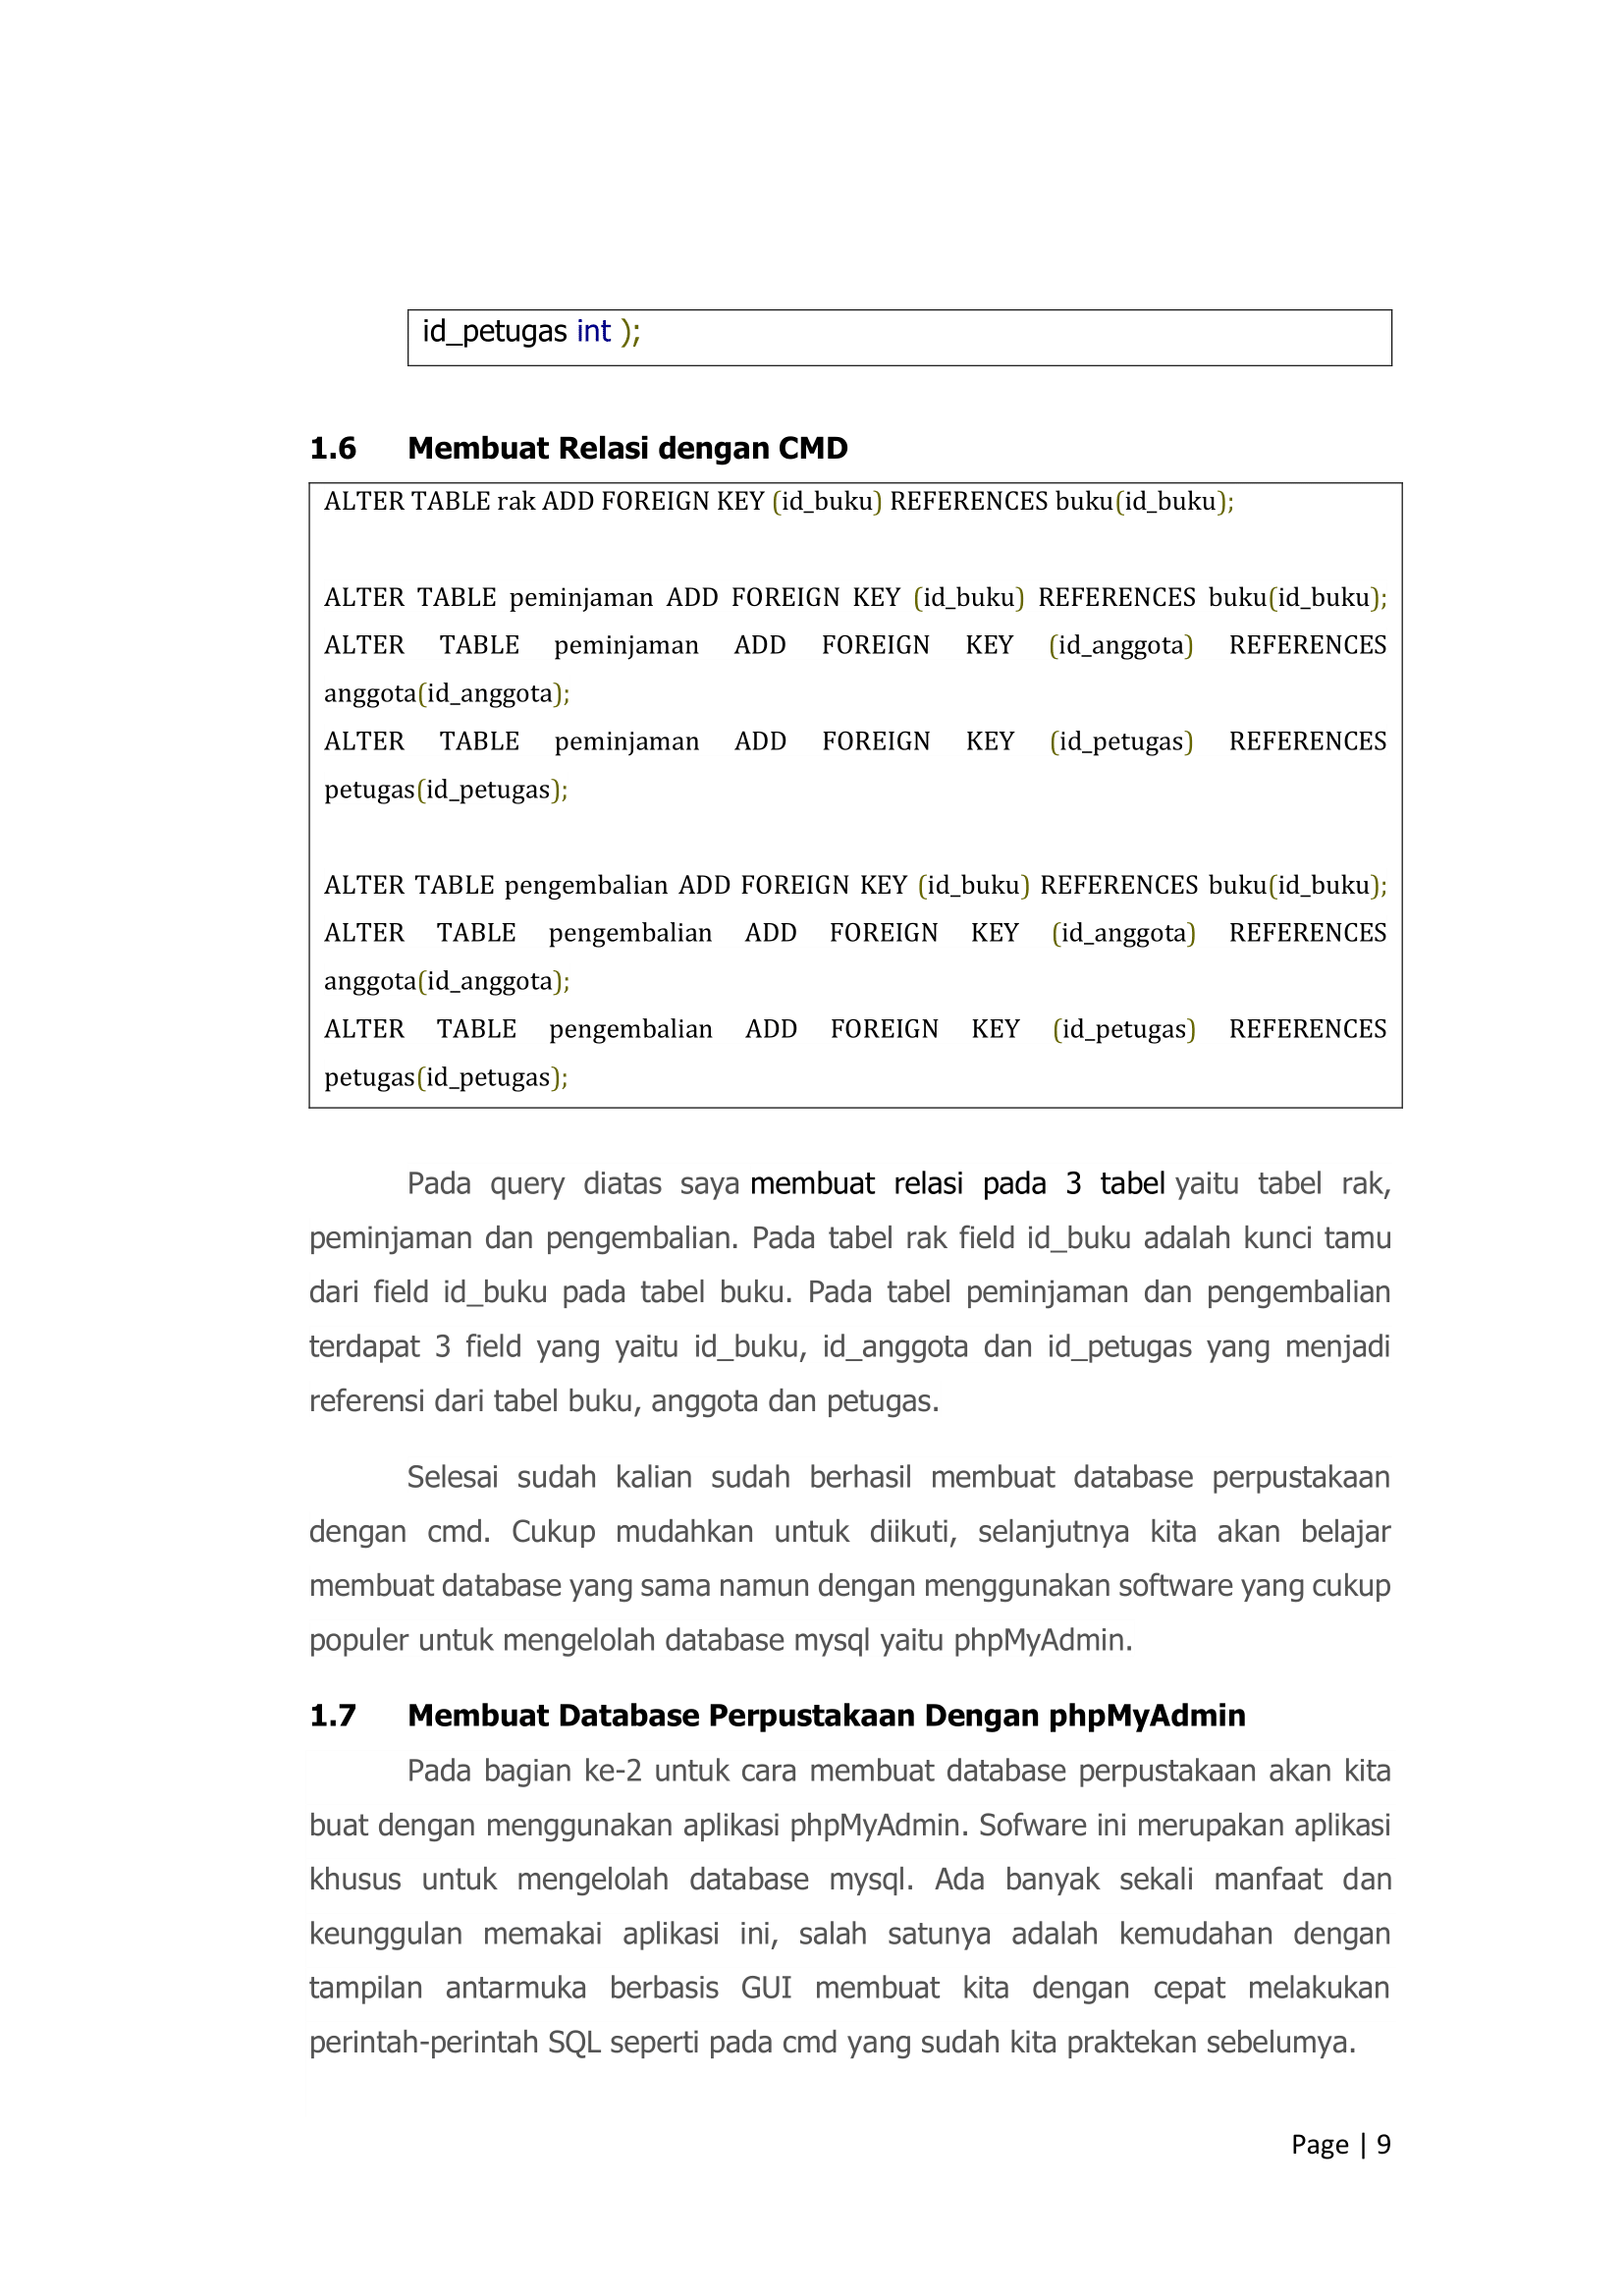 id_petugas int );
1.6 Membuat Relasi dengan CMD
ALTER TABLE rak ADD FOREIGN KEY (id_buku) REFERENCES buku(id_buku);
ALTER TABLE peminjaman ADD FOREIGN KEY (id_buku) REFERENCES buku(id_buku);
ALTER TABLE peminjaman ADD FOREIGN KEY (id_anggota) REFERENCES
anggota(id_anggota);
ALTER TABLE peminjaman ADD FOREIGN KEY (id_petugas) REFERENCES
petugas(id_petugas);
ALTER TABLE pengembalian ADD FOREIGN KEY (id_buku) REFERENCES buku(id_buku);
ALTER TABLE pengembalian ADD FOREIGN KEY (id_anggota) REFERENCES
anggota(id_anggota);
ALTER TABLE pengembalian ADD FOREIGN KEY (id_petugas) REFERENCES
petugas(id_petugas);
Pada query diatas saya membuat relasi pada 3 tabel yaitu tabel rak,
peminjaman dan pengembalian. Pada tabel rak field id_buku adalah kunci tamu
dari field id_buku pada tabel buku. Pada tabel peminjaman dan pengembalian
terdapat 3 field yang yaitu id_buku, id_anggota dan id_petugas yang menjadi
referensi dari tabel buku, anggota dan petugas.
Selesai sudah kalian sudah berhasil membuat database perpustakaan
dengan cmd. Cukup mudahkan untuk diikuti, selanjutnya kita akan belajar
membuat database yang sama namun dengan menggunakan software yang cukup
populer untuk mengelolah database mysql yaitu phpMyAdmin.
1.7 Membuat Database Perpustakaan Dengan phpMyAdmin
Pada bagian ke-2 untuk cara membuat database perpustakaan akan kita
buat dengan menggunakan aplikasi phpMyAdmin. Sofware ini merupakan aplikasi
khusus untuk mengelolah database mysql. Ada banyak sekali manfaat dan
keunggulan memakai aplikasi ini, salah satunya adalah kemudahan dengan
tampilan antarmuka berbasis GUI membuat kita dengan cepat melakukan
perintah-perintah SQL seperti pada cmd yang sudah kita praktekan sebelumya.
Page | 9